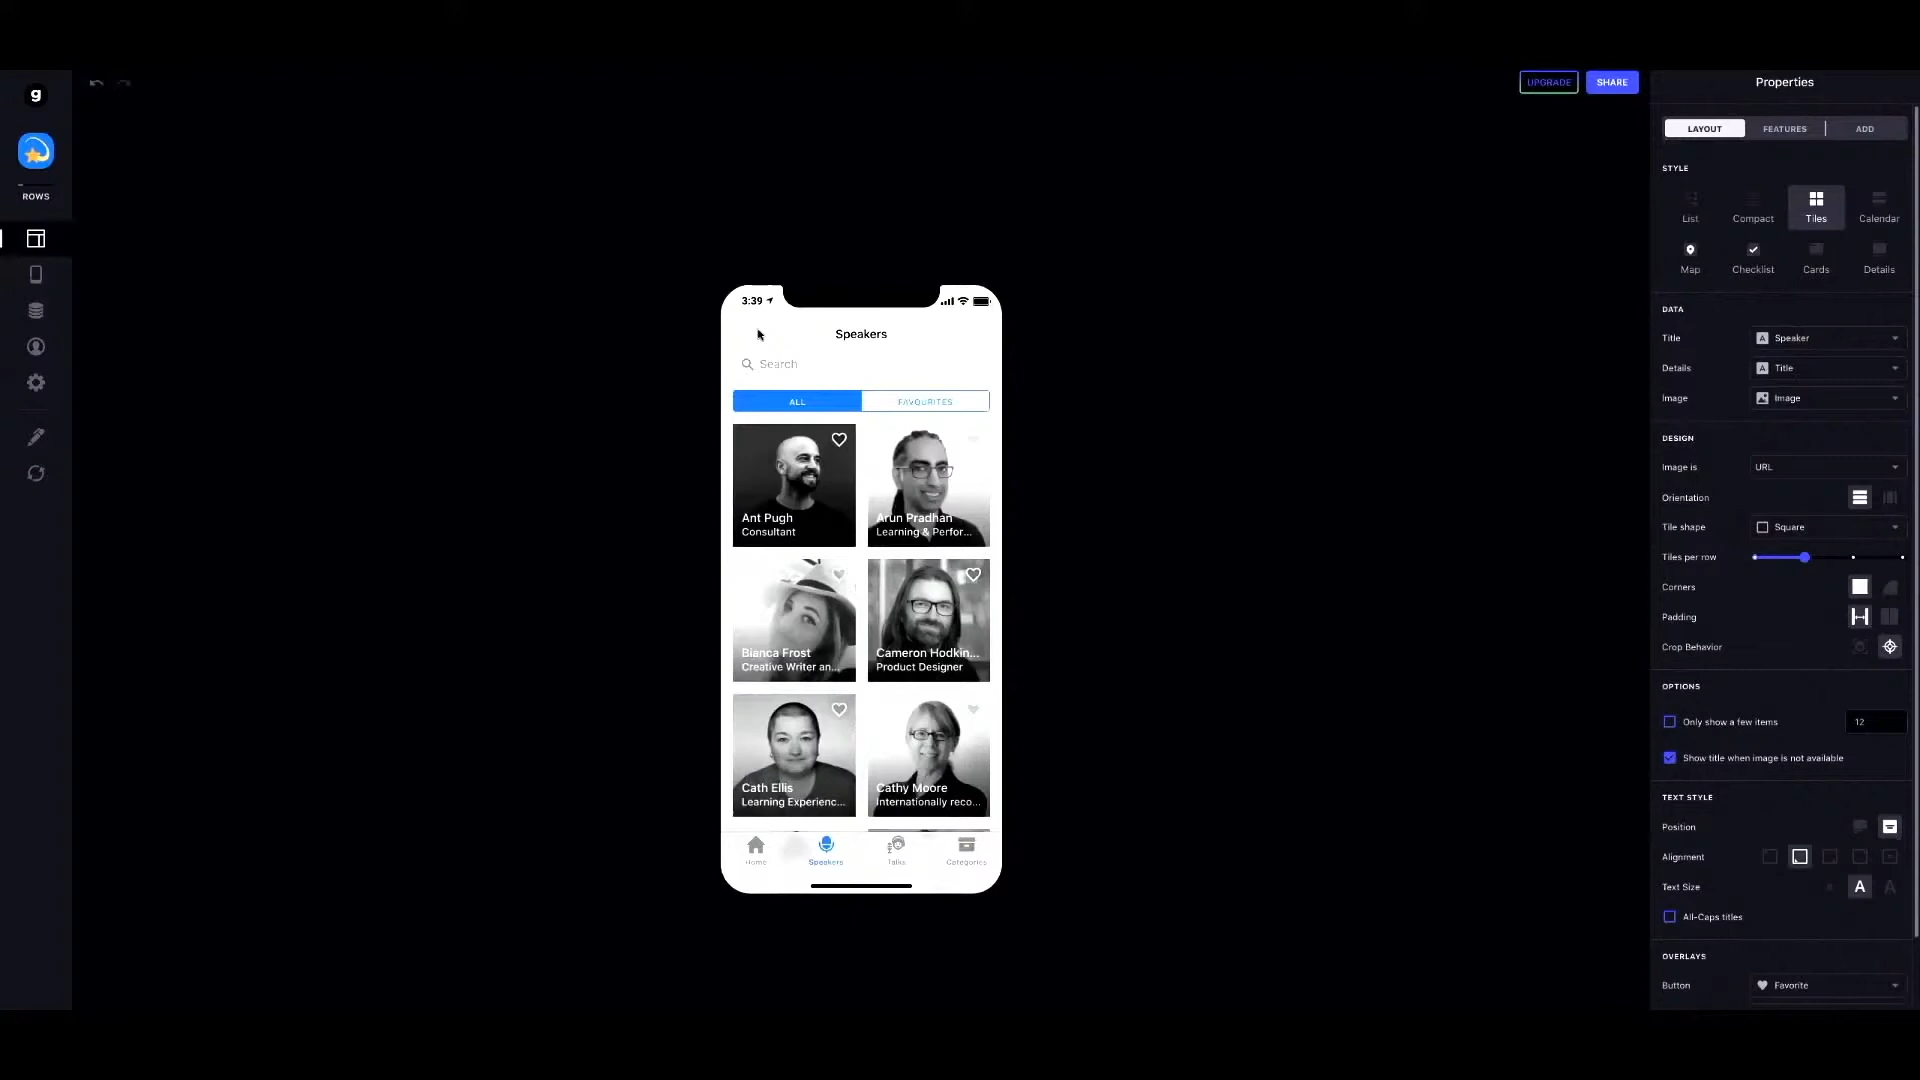 g
UPGRADE
SHARE
Properties
ROWS
LAYOUT
FEATURES
ADD
STYLE
List
Compact
Tiles
Calendar
Map
Checklist
Cards
Details
DATA
Title
A Speaker
Details
A Title
Image
Image
DESIGN
Image is
URL
Orientation
Tile shape
Square
Tiles per row
Corners
Padding
Crop Behavior
OPTIONS
Only show a few items
12
Show title when image is not available
TEXT STYLE
Position
Alignment
Text Size
A
A
All-Caps titles
OVERLAYS
Button
Favorite
3:39
Speakers
Search
ALL
FAVOURITES
Ant Pugh
Consultant
Arun Pradhan
Learning & Perfor...
Bianca Frost
Creative Writer an...
Cameron Hodkin...
Product Designer
Cath Ellis
Learning Experienc...
Cathy Moore
Internationally reco...
Home
Speakers
Talks
Categories